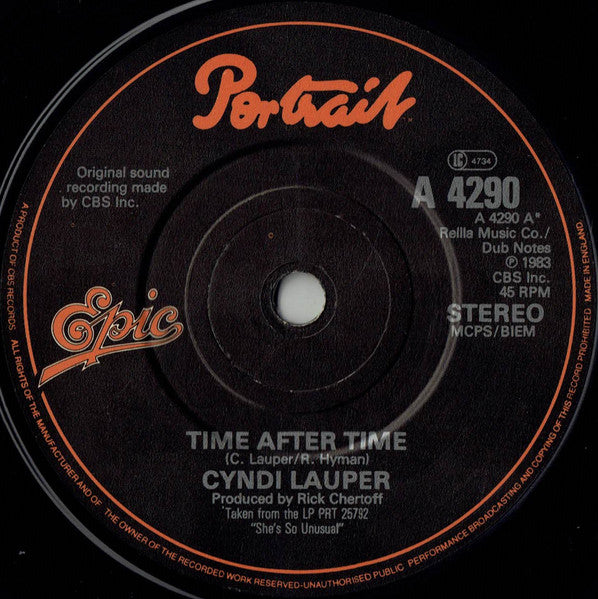 Portrait
Original sound
recording made
by CBS Inc.
LC 4734
A 4290
A 4290 A*
Rellla Music Co./
Dub Notes
℗ 1983
CBS Inc.
45 RPM
STEREO
MCPS/BIEM
Epic
TIME AFTER TIME
(C. Lauper/R. Hyman)
CYNDI LAUPER
Produced by Rick Chertoff
Taken from the LP PRT 25792
"She's So Unusual"
A PRODUCT OF CBS RECORDS
ALL RIGHTS OF THE MANUFACTURER AND OF THE OWNER OF THE RECORDED WORK RESERVED-UNAUTHORISED PUBLIC PERFORMANCE BROADCASTING AND COPYING OF THIS RECORD PROHIBITED
MADE IN ENGLAND.